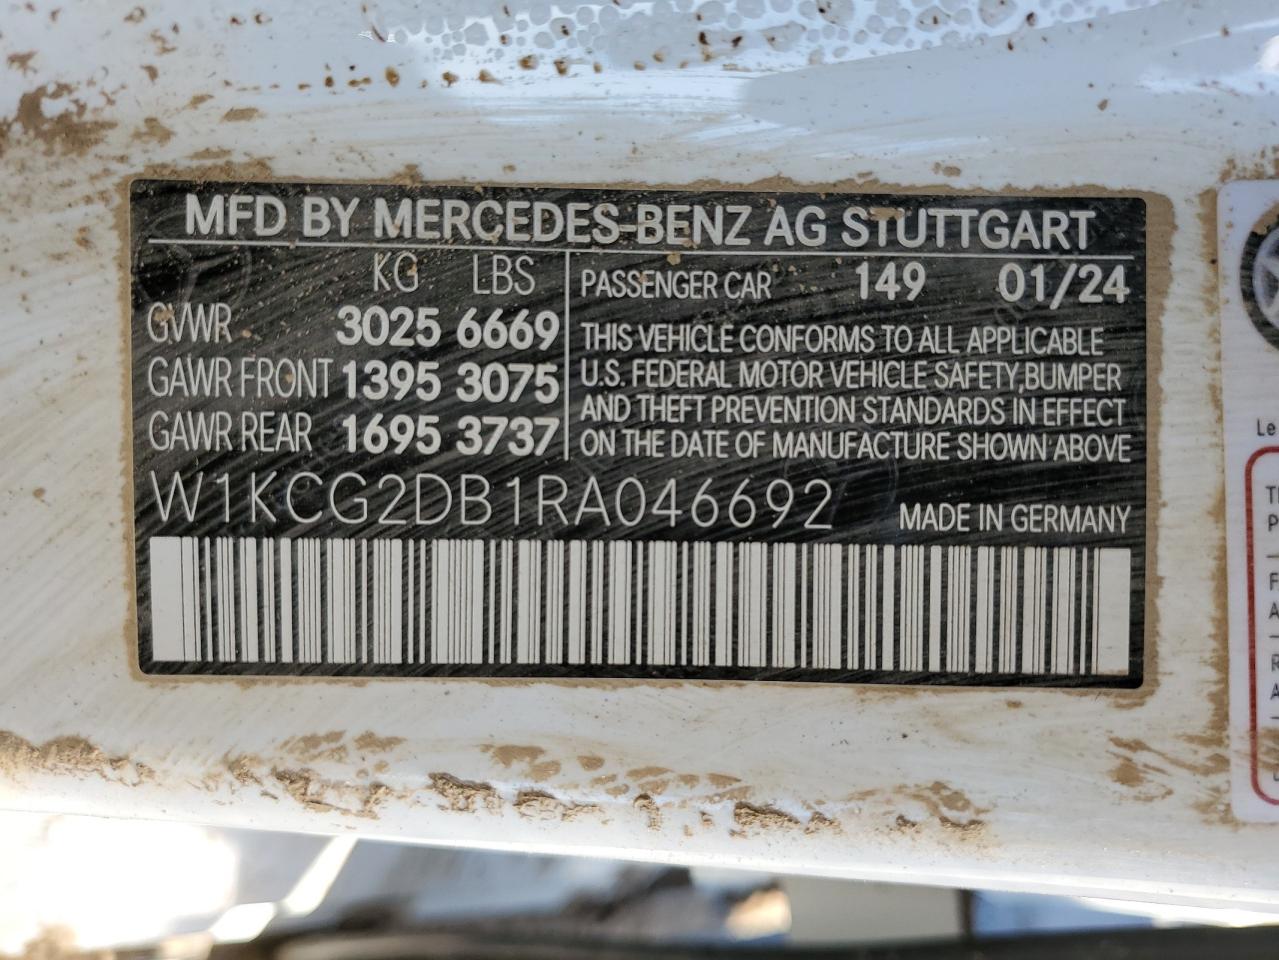 MFD BY MERCEDES-BENZ AG STUTTGART
KG LBS
GVWR 3025 6669
GAWR FRONT 1395 3075
GAWR REAR 1695 3737
PASSENGER CAR 149 01/24
THIS VEHICLE CONFORMS TO ALL APPLICABLE
U.S. FEDERAL MOTOR VEHICLE SAFETY,BUMPER
AND THEFT PREVENTION STANDARDS IN EFFECT
ON THE DATE OF MANUFACTURE SHOWN ABOVE
W1KCG2DB1RA046692 MADE IN GERMANY
Le